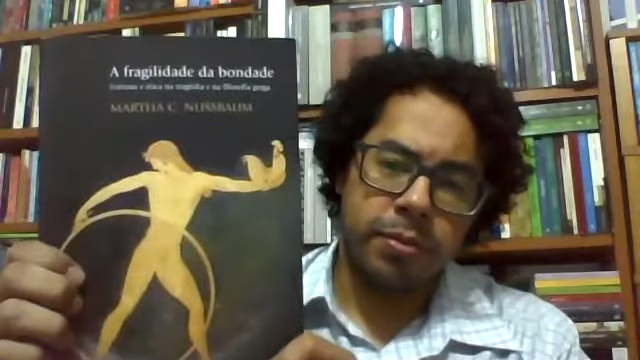 A fragilidade da bondade
fortuna e ética na tragédia e na filosofia grega
MARTHA C. NUSSBAUM